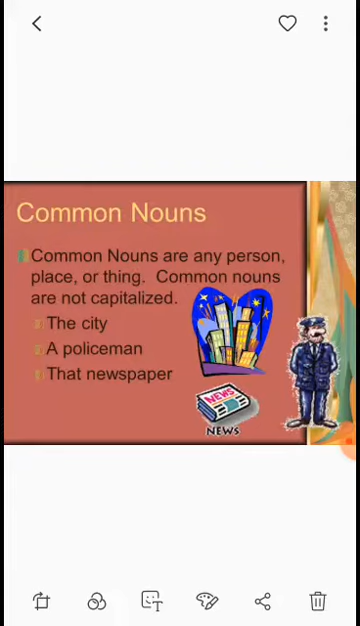 Common Nouns
Common Nouns are any person,
place, or thing. Common nouns
are not capitalized.
The city
A policeman
That newspaper
NEWS
NEWS